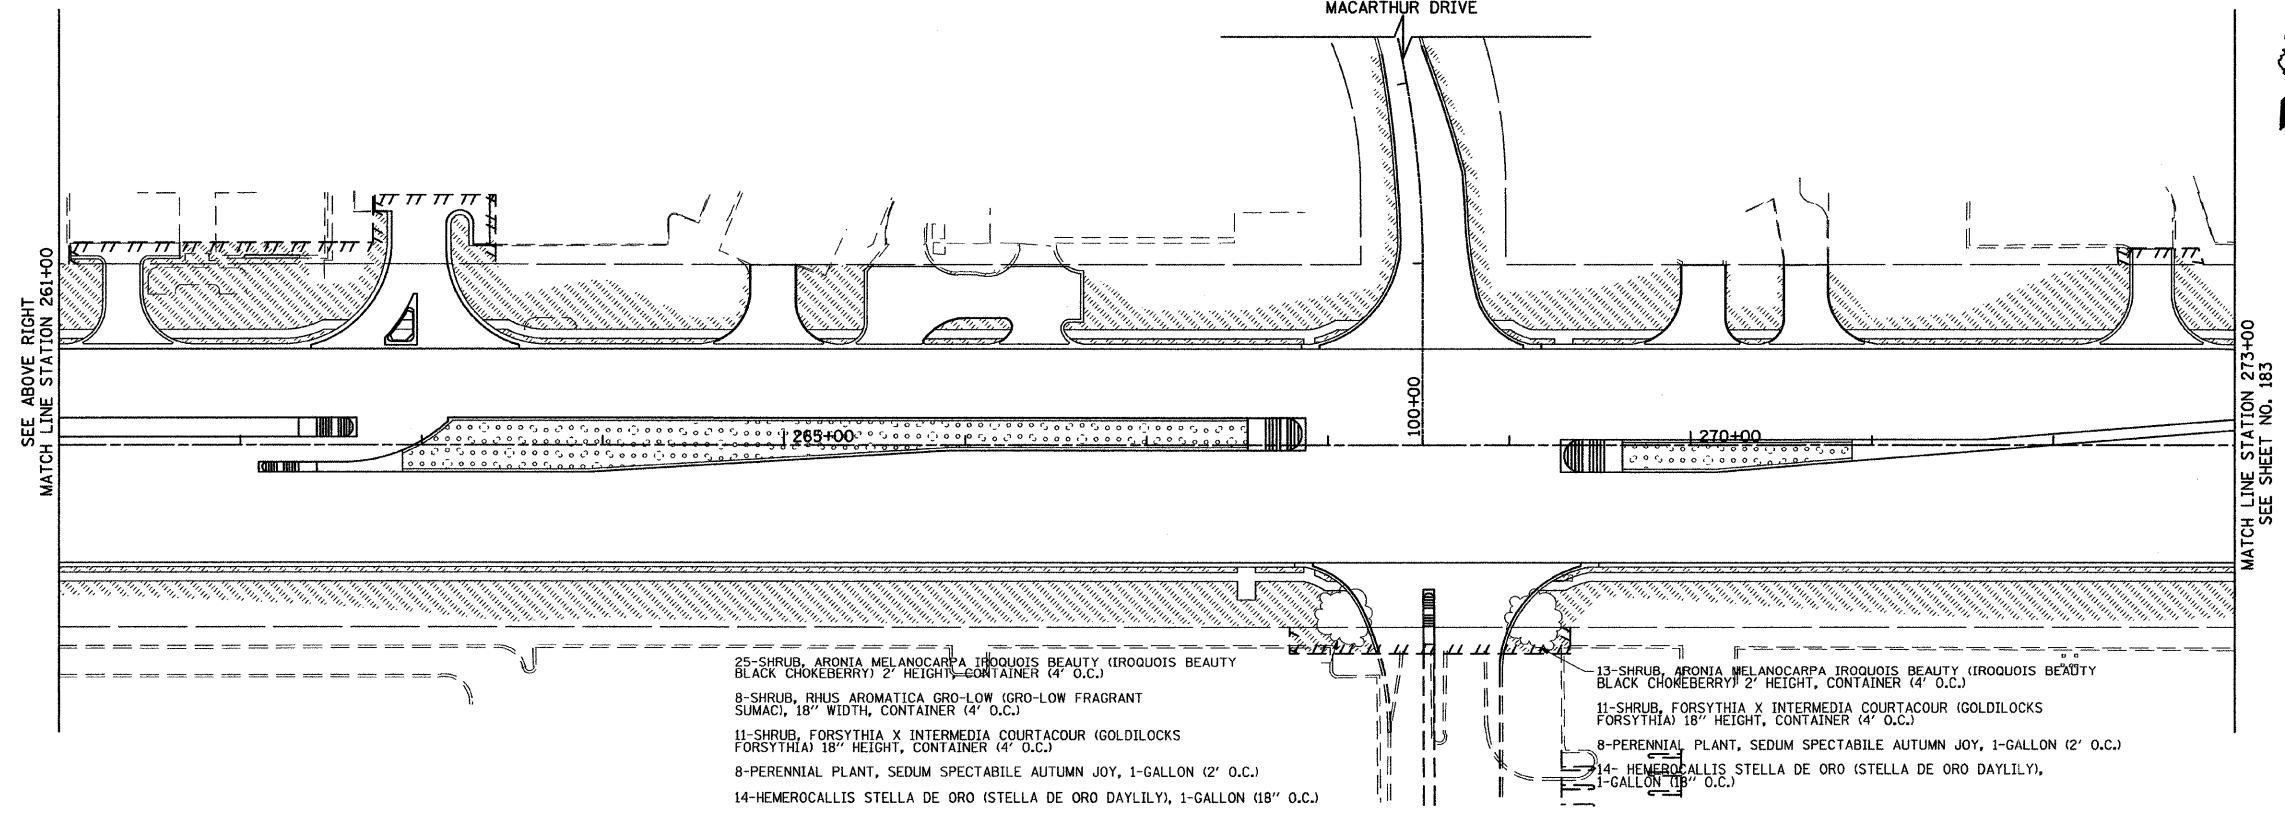 MACARTHUR DRIVE
SEE ABOVE RIGHT
MATCH LINE STATION 261+00
265+00
100+00
270+00
MATCH LINE STATION 273+00
SEE SHEET NO. 183
25-SHRUB, ARONIA MELANOCARPA IROQUOIS BEAUTY (IROQUOIS BEAUTY
BLACK CHOKEBERRY) 2' HEIGHT, CONTAINER (4' O.C.)
8-SHRUB, RHUS AROMATICA GRO-LOW (GRO-LOW FRAGRANT
SUMAC), 18" WIDTH, CONTAINER (4' O.C.)
11-SHRUB, FORSYTHIA X INTERMEDIA COURTACOUR (GOLDILOCKS
FORSYTHIA) 18" HEIGHT, CONTAINER (4' O.C.)
8-PERENNIAL PLANT, SEDUM SPECTABILE AUTUMN JOY, 1-GALLON (2' O.C.)
14-HEMEROCALLIS STELLA DE ORO (STELLA DE ORO DAYLILY), 1-GALLON (18" O.C.)
13-SHRUB, ARONIA MELANOCARPA IROQUOIS BEAUTY (IROQUOIS BEAUTY
BLACK CHOKEBERRY) 2' HEIGHT, CONTAINER (4' O.C.)
11-SHRUB, FORSYTHIA X INTERMEDIA COURTACOUR (GOLDILOCKS
FORSYTHIA) 18" HEIGHT, CONTAINER (4' O.C.)
8-PERENNIAL PLANT, SEDUM SPECTABILE AUTUMN JOY, 1-GALLON (2' O.C.)
14- HEMEROCALLIS STELLA DE ORO (STELLA DE ORO DAYLILY),
1-GALLON (18" O.C.)